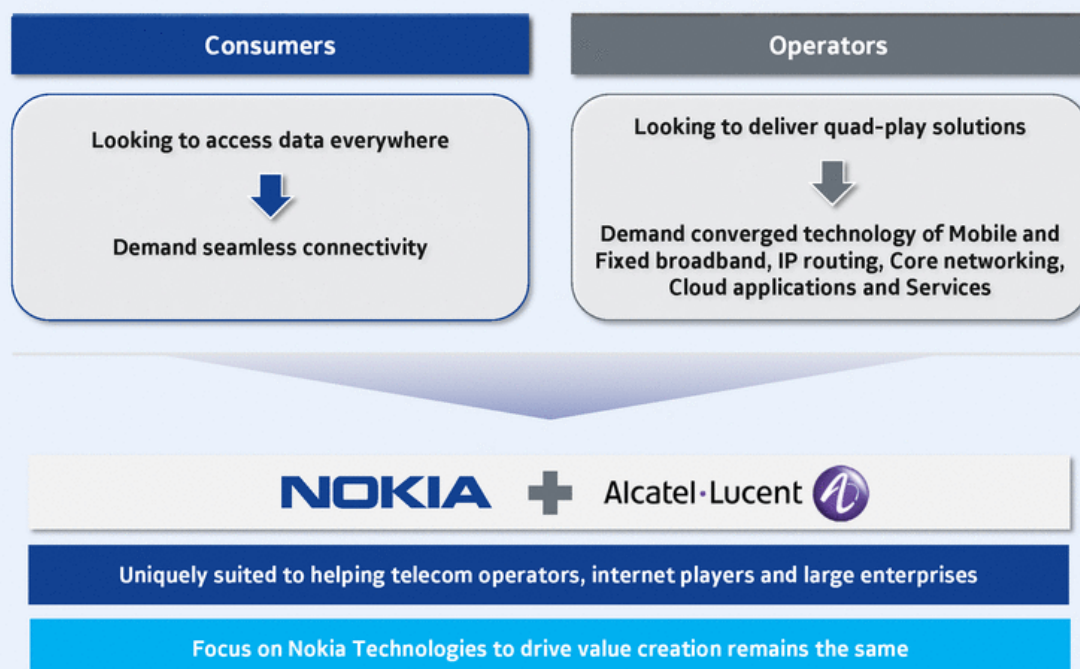 Consumers
Looking to access data everywhere
Demand seamless connectivity
Operators
Looking to deliver quad-play solutions
Demand converged technology of Mobile and
Fixed broadband, IP routing, Core networking,
Cloud applications and Services
NOKIA + Alcatel·Lucent
Uniquely suited to helping telecom operators, internet players and large enterprises
Focus on Nokia Technologies to drive value creation remains the same